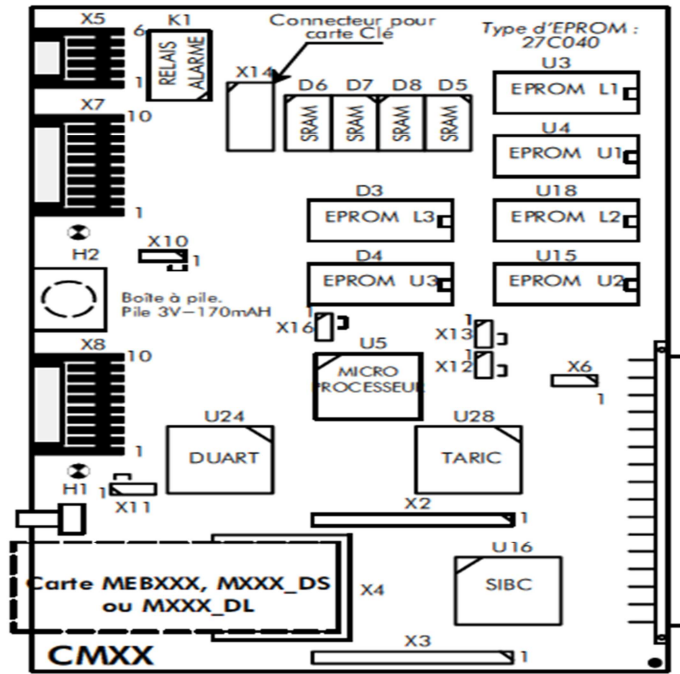 X5
6
1
K1
RELAIS
ALARME
Connecteur pour
carte Clé
Type d'EPROM :
27C040
X14
D6
D7
D8
D5
SRAM
SRAM
SRAM
SRAM
U3
EPROM L1
X7
10
1
U4
EPROM U1
D3
EPROM L3
U18
EPROM L2
H2
X10
1
D4
EPROM U3
U15
EPROM U2
Boîte à pile.
Pile 3V-170mAH
1
X16
1
X13
1
X12
U5
MICRO
PROCESSEUR
X6
1
X8
10
1
U24
DUART
U28
TARIC
H1
1
X11
X2
1
U16
SIBC
Carte MEBXXX, MXXX_DS
ou MXXX_DL
X4
X3
1
CMXX